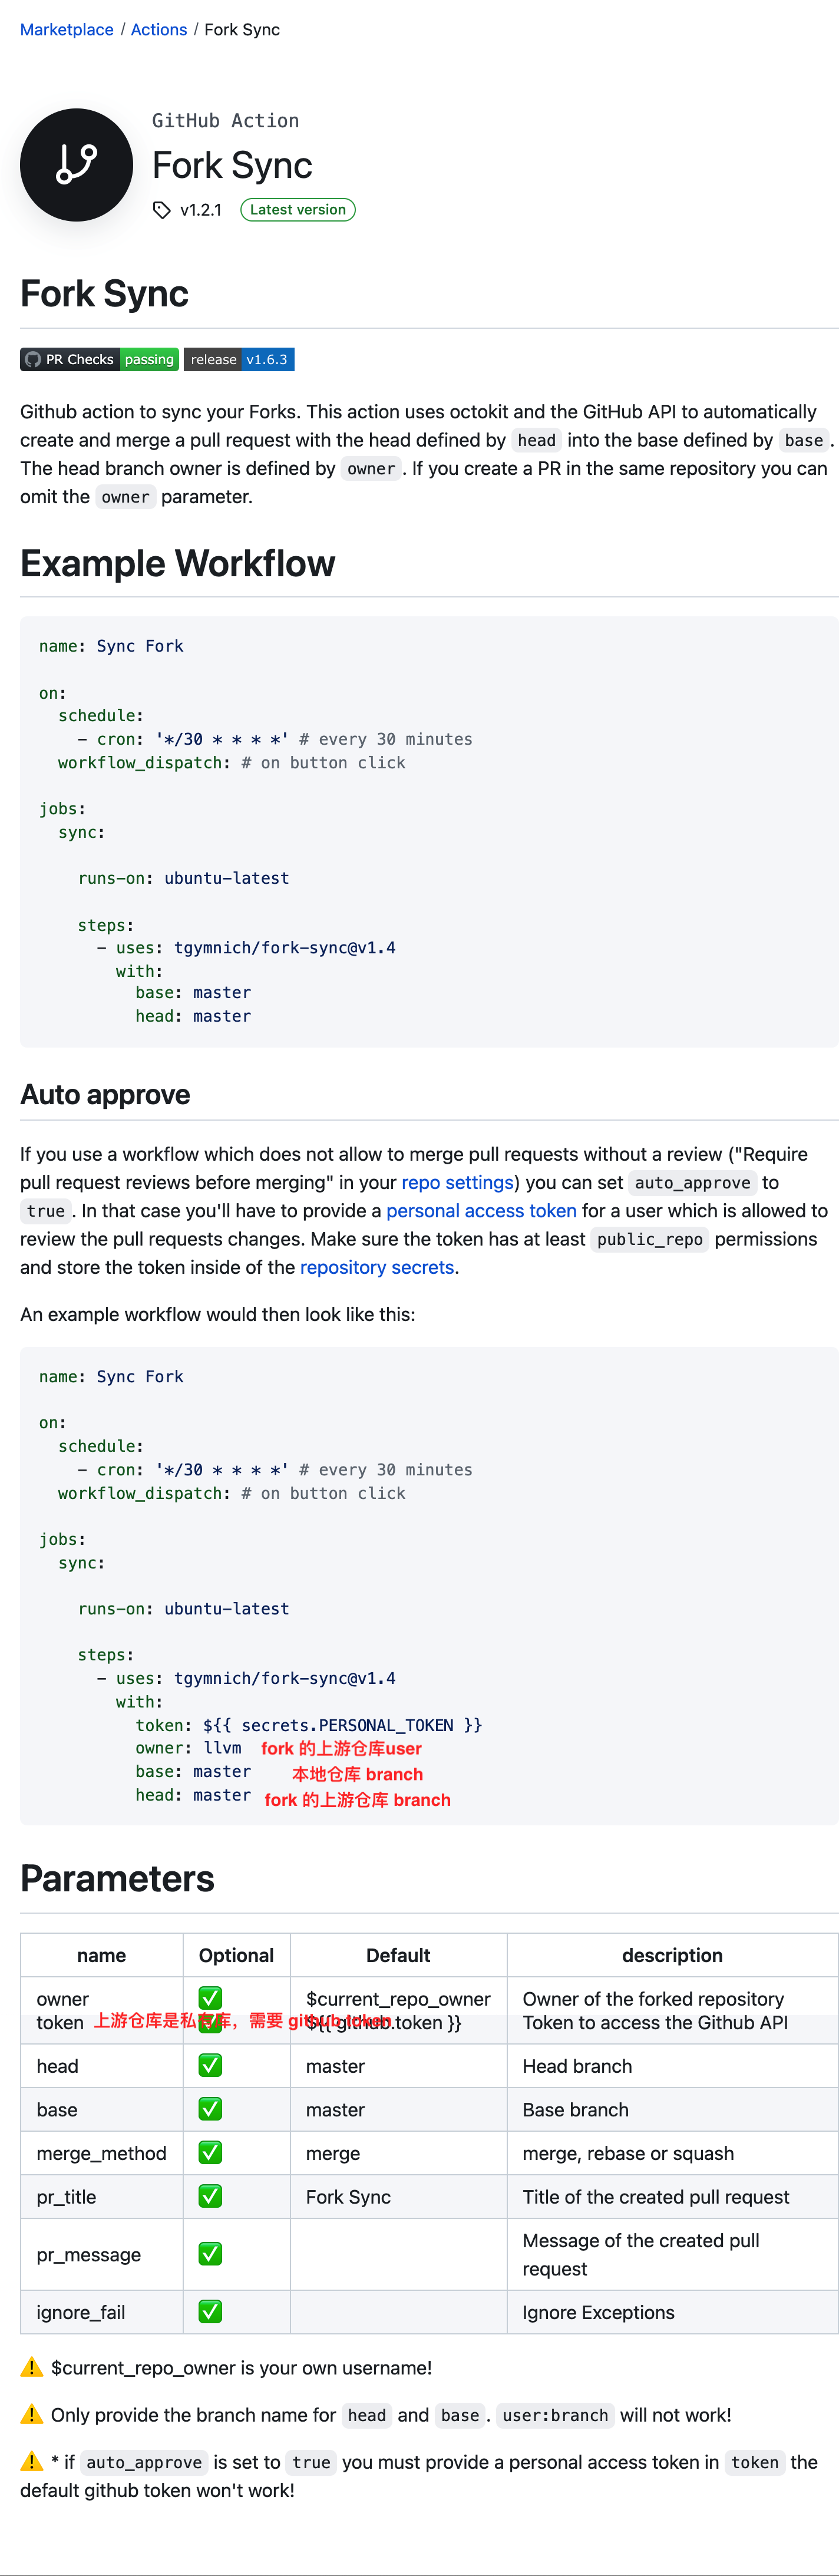 Marketplace / Actions / Fork Sync
GitHub Action
Fork Sync
v1.2.1 Latest version
Fork Sync
PR Checks passing release v1.6.3
Github action to sync your Forks. This action uses octokit and the GitHub API to automatically
create and merge a pull request with the head defined by head into the base defined by base.
The head branch owner is defined by owner. If you create a PR in the same repository you can
omit the owner parameter.
Example Workflow
name: Sync Fork
on:
schedule:
- cron: '*/30 * * * *' # every 30 minutes
workflow_dispatch: # on button click
jobs:
sync:
runs-on: ubuntu-latest
steps:
- uses: tgymnich/fork-sync@v1.4
with:
base: master
head: master
Auto approve
If you use a workflow which does not allow to merge pull requests without a review ("Require
pull request reviews before merging" in your repo settings) you can set auto_approve to
true. In that case you'll have to provide a personal access token for a user which is allowed to
review the pull requests changes. Make sure the token has at least public_repo permissions
and store the token inside of the repository secrets.
An example workflow would then look like this:
name: Sync Fork
on:
schedule:
- cron: '*/30 * * * *' # every 30 minutes
workflow_dispatch: # on button click
jobs:
sync:
runs-on: ubuntu-latest
steps:
- uses: tgymnich/fork-sync@v1.4
with:
token: ${{ secrets.PERSONAL_TOKEN }}
owner: llvm fork 的上游仓库user
base: master 本地仓库 branch
head: master fork 的上游仓库 branch
Parameters
name Optional Default description
owner ✅ $current_repo_owner Owner of the forked repository
token 上游仓库是私有库，需要 github token ✅ ${{ github.token }} Token to access the Github API
head ✅ master Head branch
base ✅ master Base branch
merge_method ✅ merge merge, rebase or squash
pr_title ✅ Fork Sync Title of the created pull request
pr_message ✅ Message of the created pull
request
ignore_fail ✅ Ignore Exceptions
⚠️ $current_repo_owner is your own username!
⚠️ Only provide the branch name for head and base. user:branch will not work!
⚠️ * if auto_approve is set to true you must provide a personal access token in token the
default github token won't work!